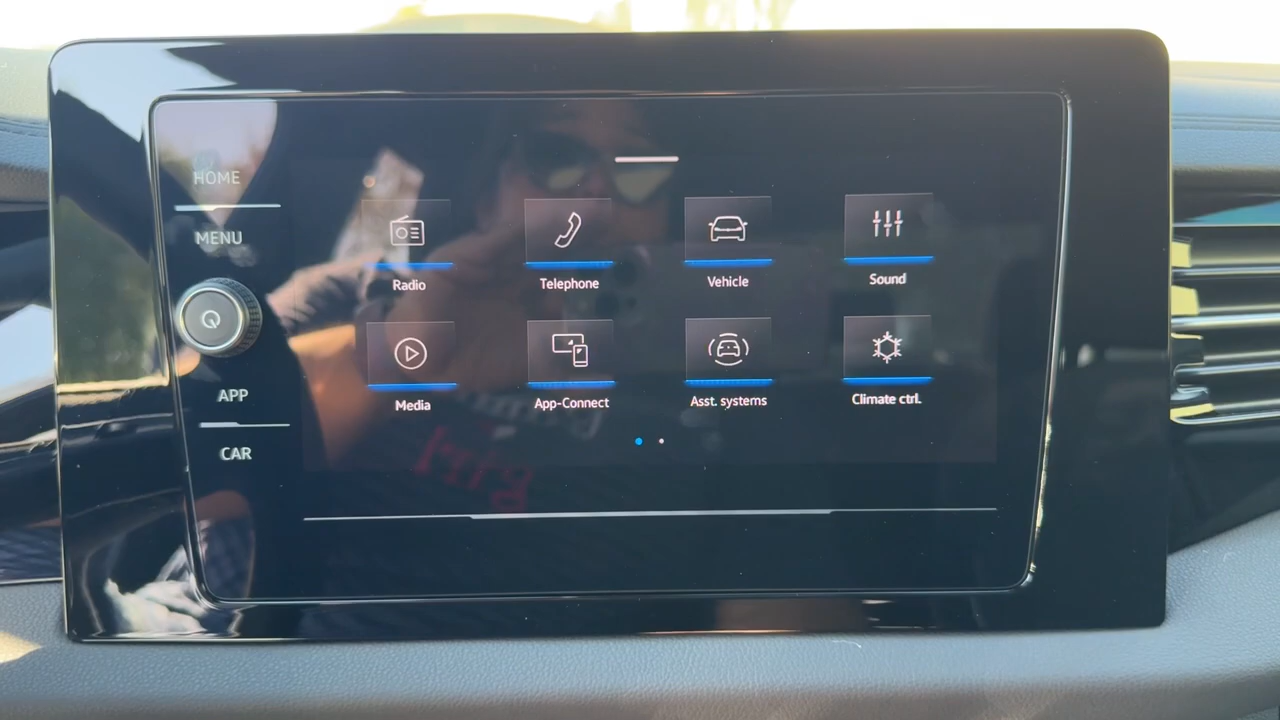 HOME
MENU
APP
CAR
Radio
Telephone
Vehicle
Sound
Media
App-Connect
Asst. systems
Climate ctrl.